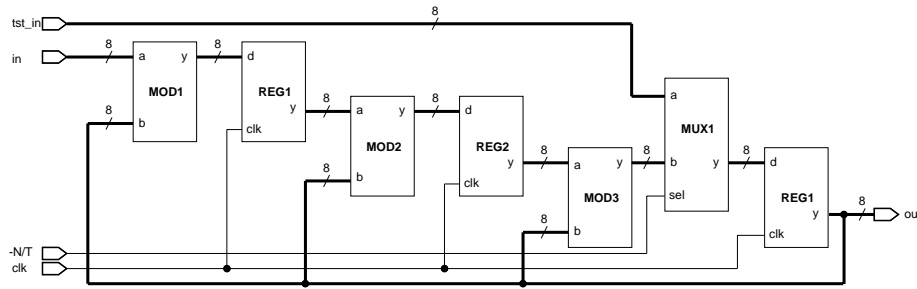 tst_in
8
8
8
in
a
y
d
MOD1
REG1
8
y
8
8
b
clk
a
y
d
MOD2
REG2
8
b
y
8
clk
a
y
8
MOD3
8
b
a
MUX1
b
y
8
sel
d
REG1
y
8
ou
clk
-N/T
clk